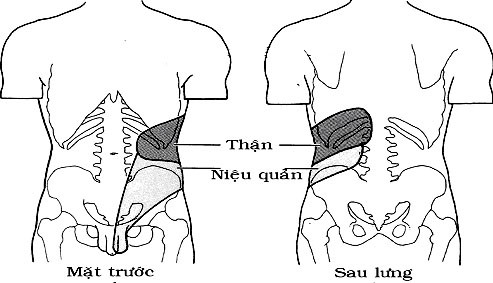 Thận
Niệu quản
Mặt trước
Sau lưng